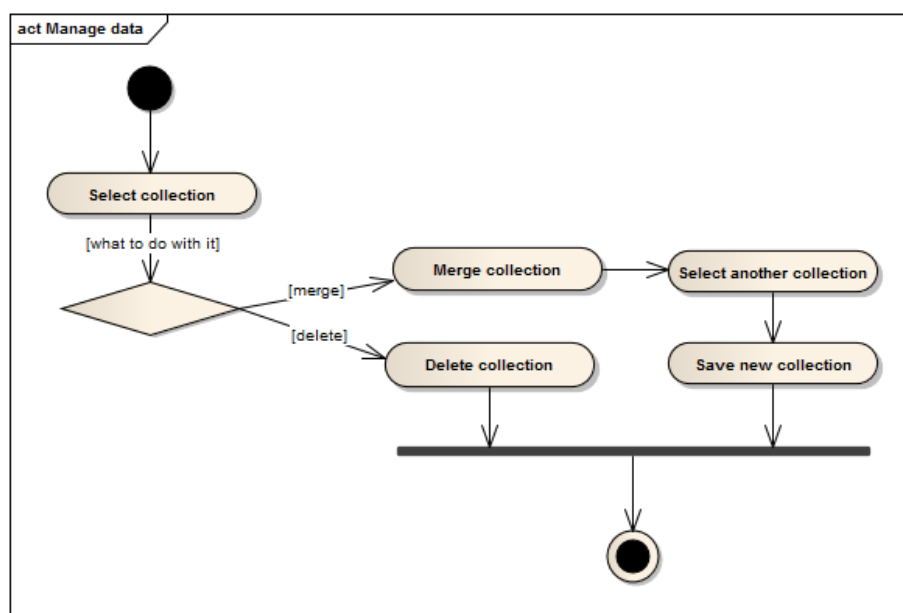 act Manage data
Select collection
[what to do with it]
[merge]
Merge collection
Select another collection
[delete]
Delete collection
Save new collection